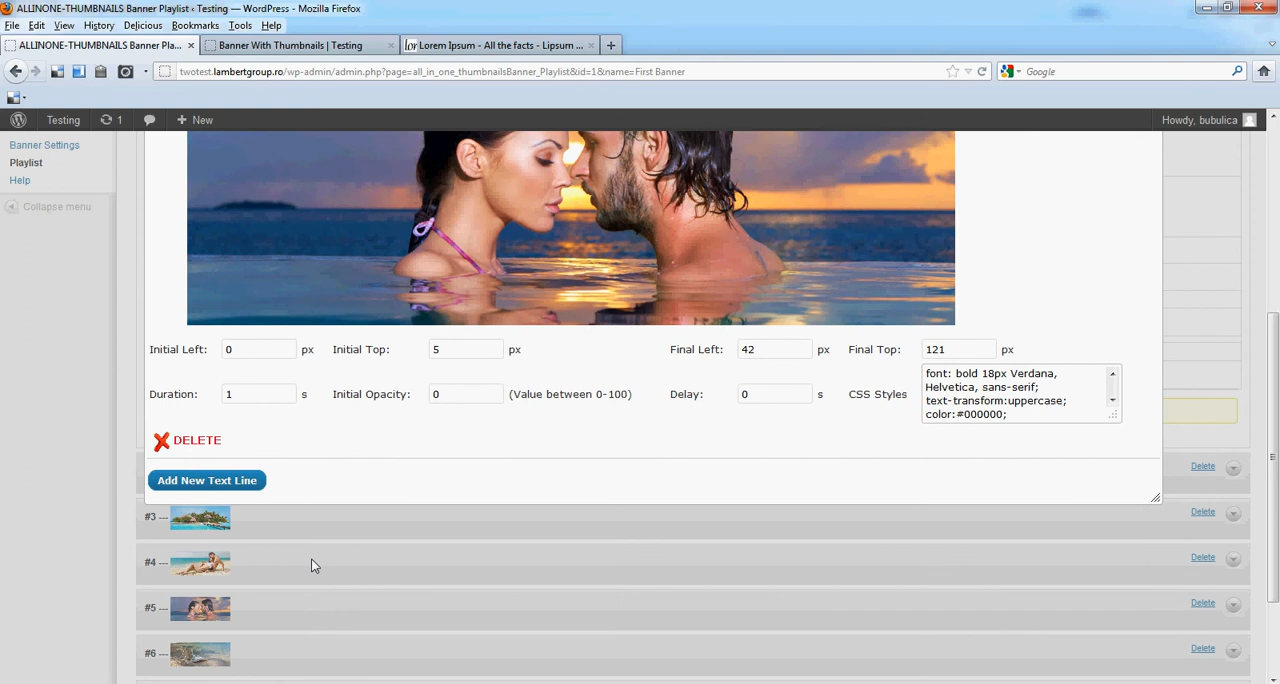 ALLINONE-THUMBNAILS Banner Playlist ‹ Testing — WordPress - Mozilla Firefox
File Edit View History Delicious Bookmarks Tools Help
ALLINONE-THUMBNAILS Banner Pla... × Banner With Thumbnails | Testing × Lorem Ipsum - All the facts - Lipsum ... × +
twotest.lambertgroup.ro/wp-admin/admin.php?page=all_in_one_thumbnailsBanner_Playlist&id=1&name=First Banner
Google
Testing 1 + New Howdy, bubulica
Banner Settings
Playlist
Help
Collapse menu
Initial Left: 0 px Initial Top: 5 px Final Left: 42 px Final Top: 121 px
Duration: 1 s Initial Opacity: 0 (Value between 0-100) Delay: 0 s CSS Styles
font: bold 18px Verdana,
Helvetica, sans-serif;
text-transform:uppercase;
color:#000000;
DELETE
Add New Text Line
Delete
#3 --- Delete
#4 --- Delete
#5 --- Delete
#6 --- Delete